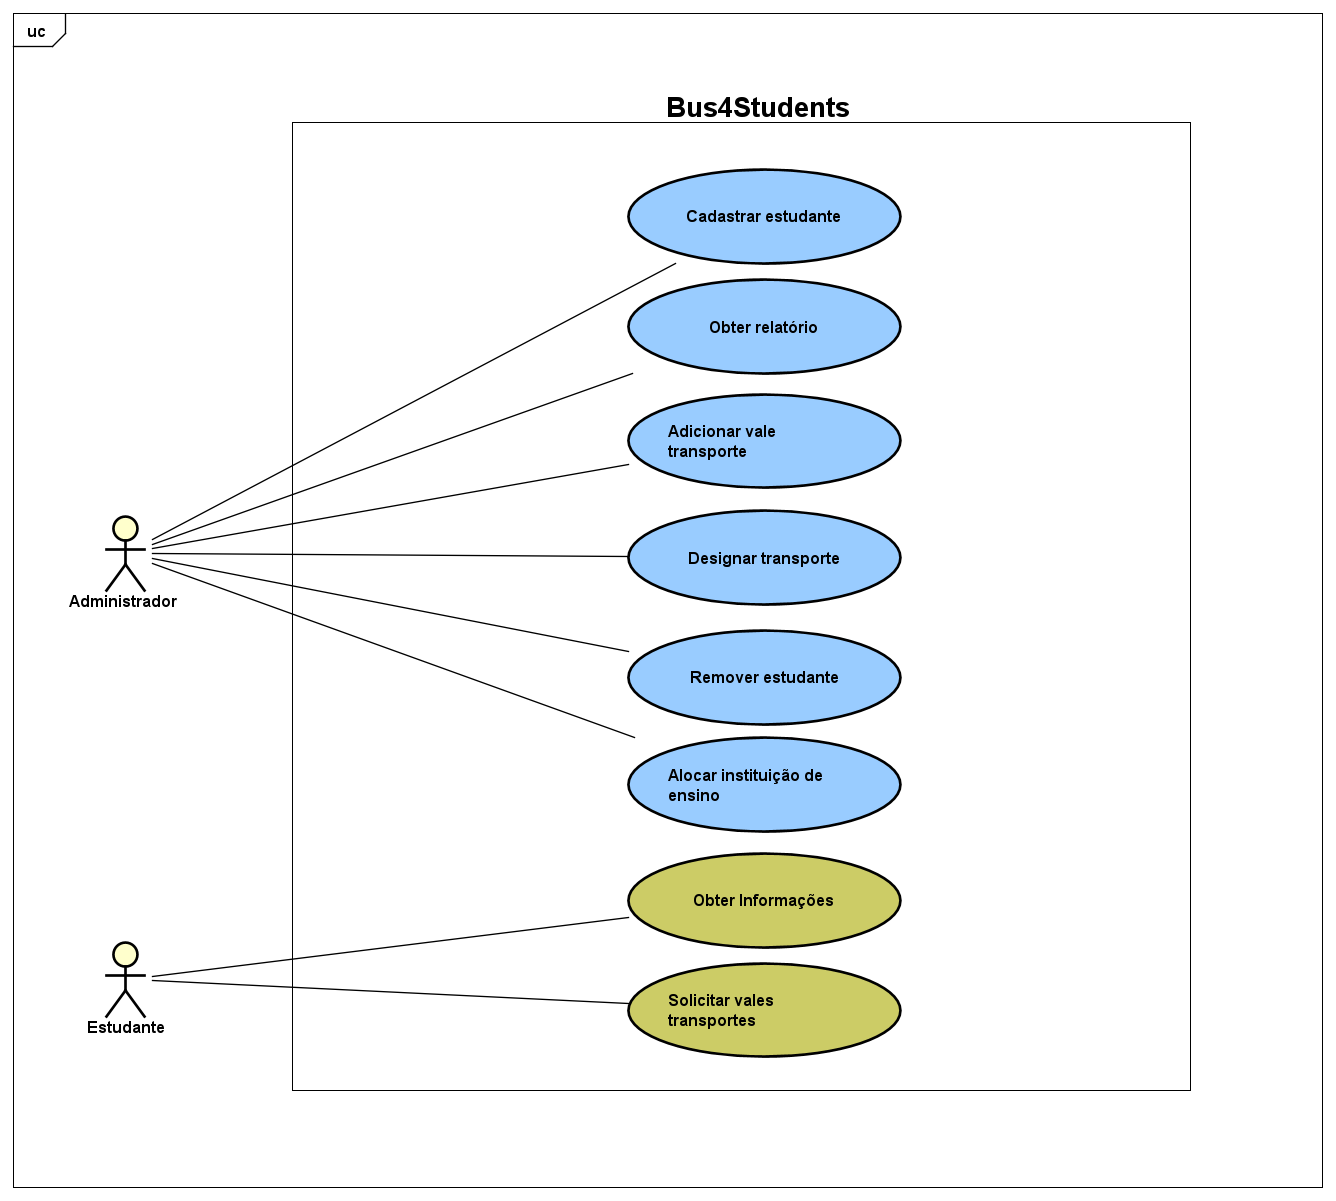 uc
Bus4Students
Cadastrar estudante
Obter relatório
Adicionar vale
transporte
Designar transporte
Administrador
Remover estudante
Alocar instituição de
ensino
Obter Informações
Solicitar vales
transportes
Estudante